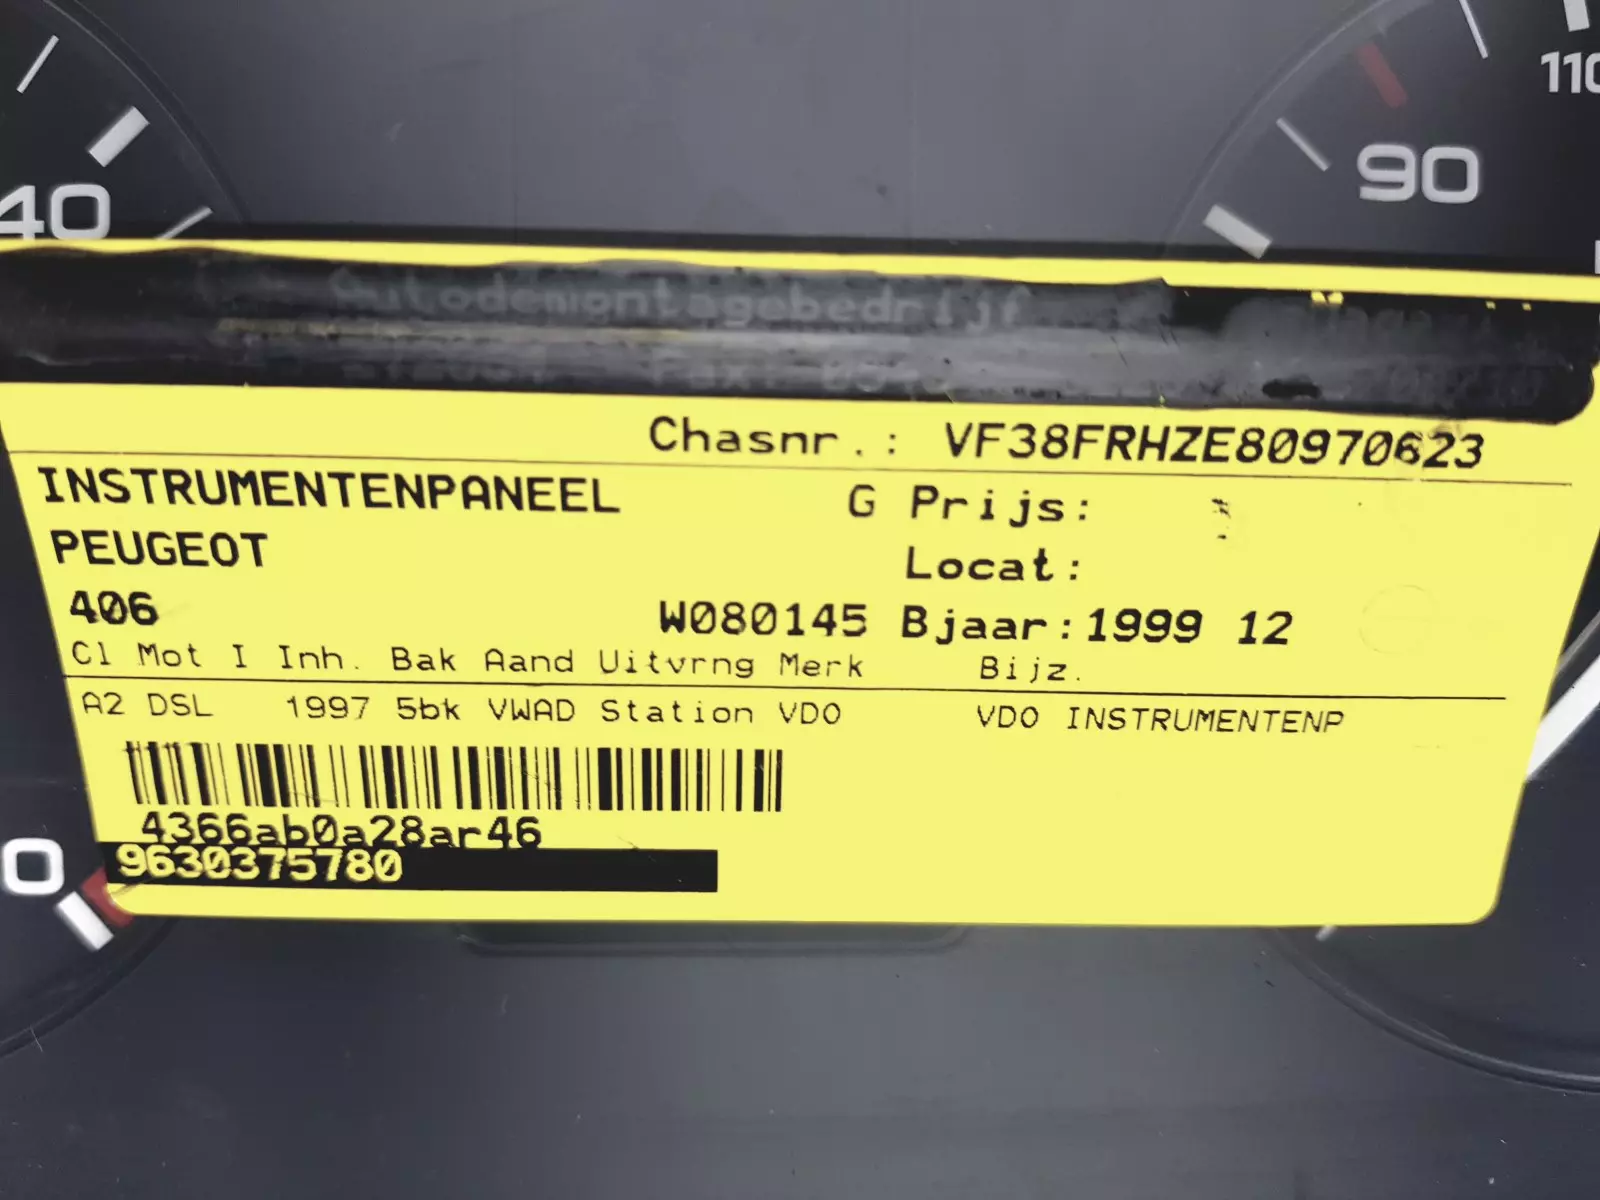 110
90
40
Autodemontagebedrijf
Chasnr.: VF38FRHZE80970623
INSTRUMENTENPANEEL G Prijs:
PEUGEOT Locat:
406 W080145 Bjaar:1999 12
Cl Mot I Inh. Bak Aand Uitvrng Merk Bijz.
A2 DSL 1997 5bk VWAD Station VDO VDO INSTRUMENTENP
4366ab0a28ar46
9630375780
0